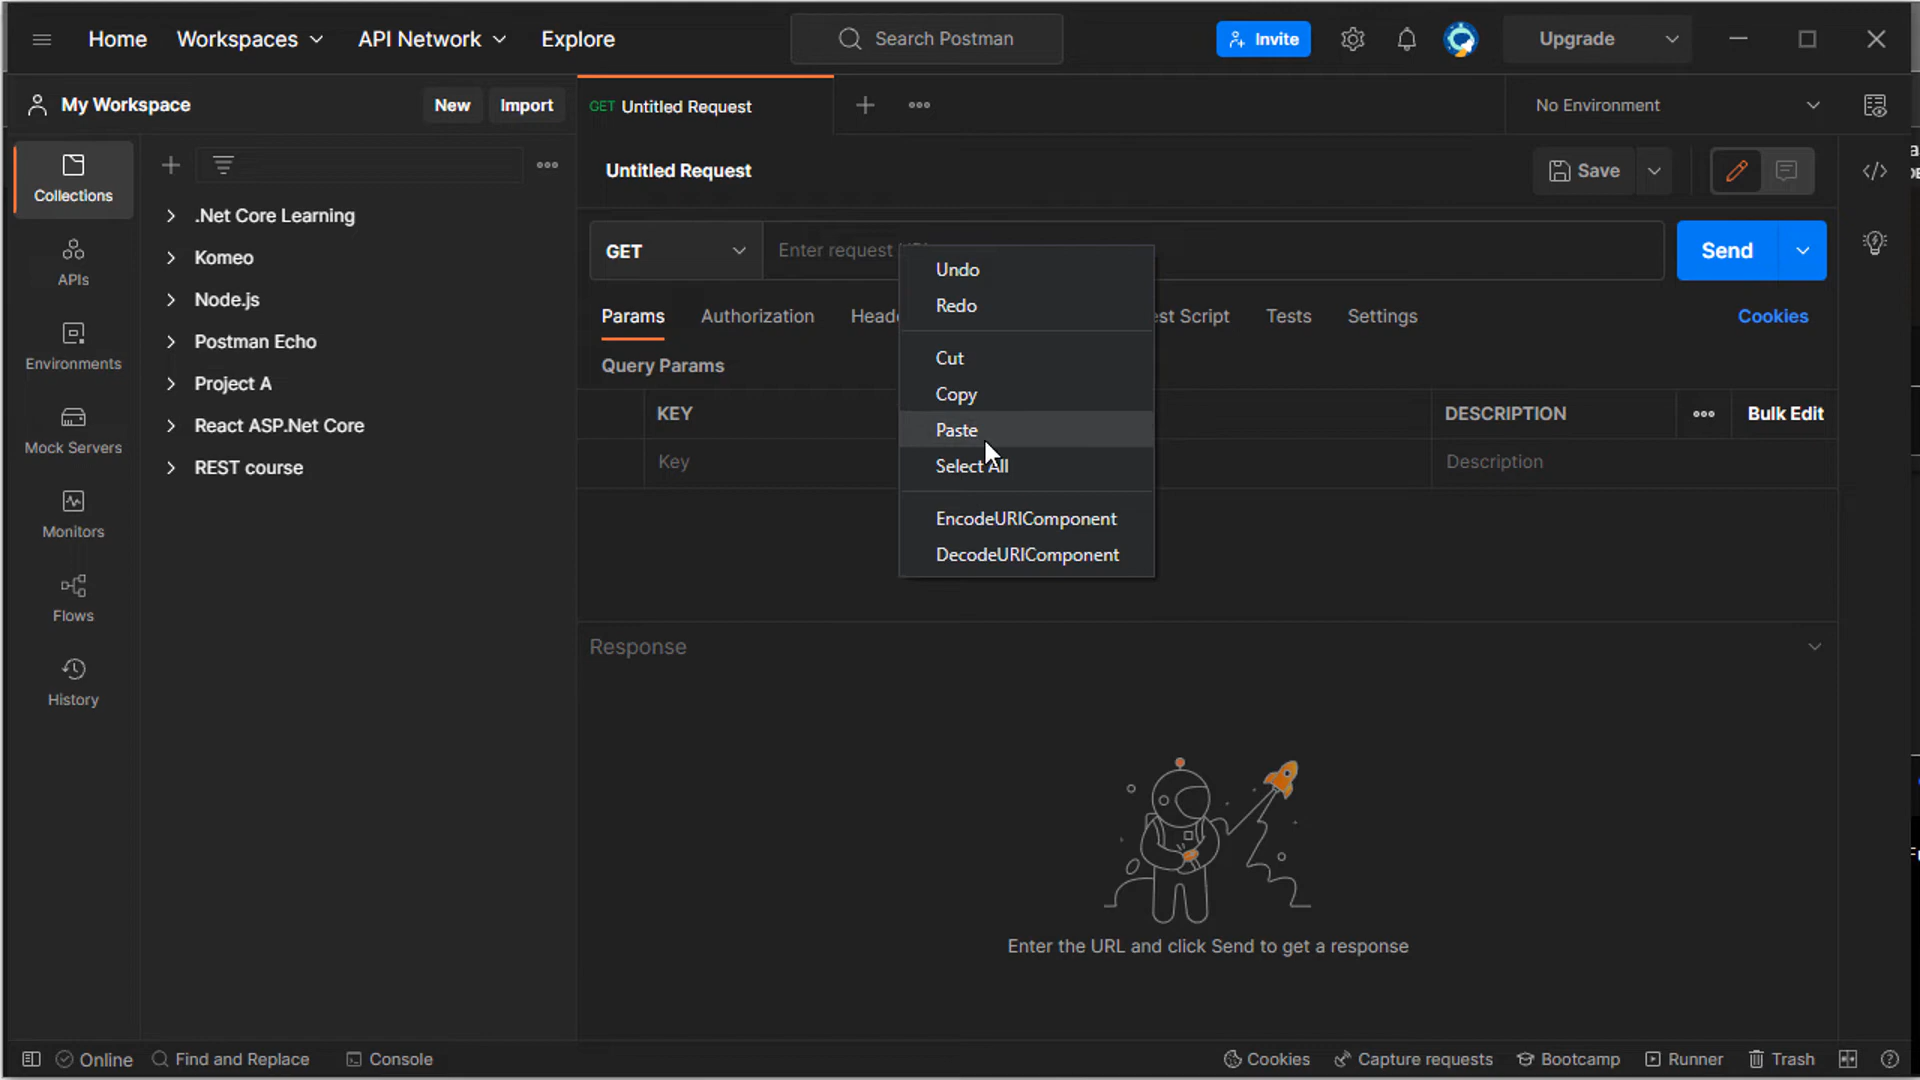 Home Workspaces API Network Explore Search Postman Invite Upgrade
My Workspace New Import GET Untitled Request No Environment
Untitled Request Save
Collections
.Net Core Learning
Komeo
Node.js
Postman Echo
Project A
React ASP.Net Core
REST course
APIs
Environments
Mock Servers
Monitors
Flows
History
GET Enter request Send
Params Authorization Heade est Script Tests Settings Cookies
Query Params
KEY DESCRIPTION Bulk Edit
Key Description
Undo
Redo
Cut
Copy
Paste
Select All
EncodeURIComponent
DecodeURIComponent
Response
Enter the URL and click Send to get a response
Online Find and Replace Console Cookies Capture requests Bootcamp Runner Trash